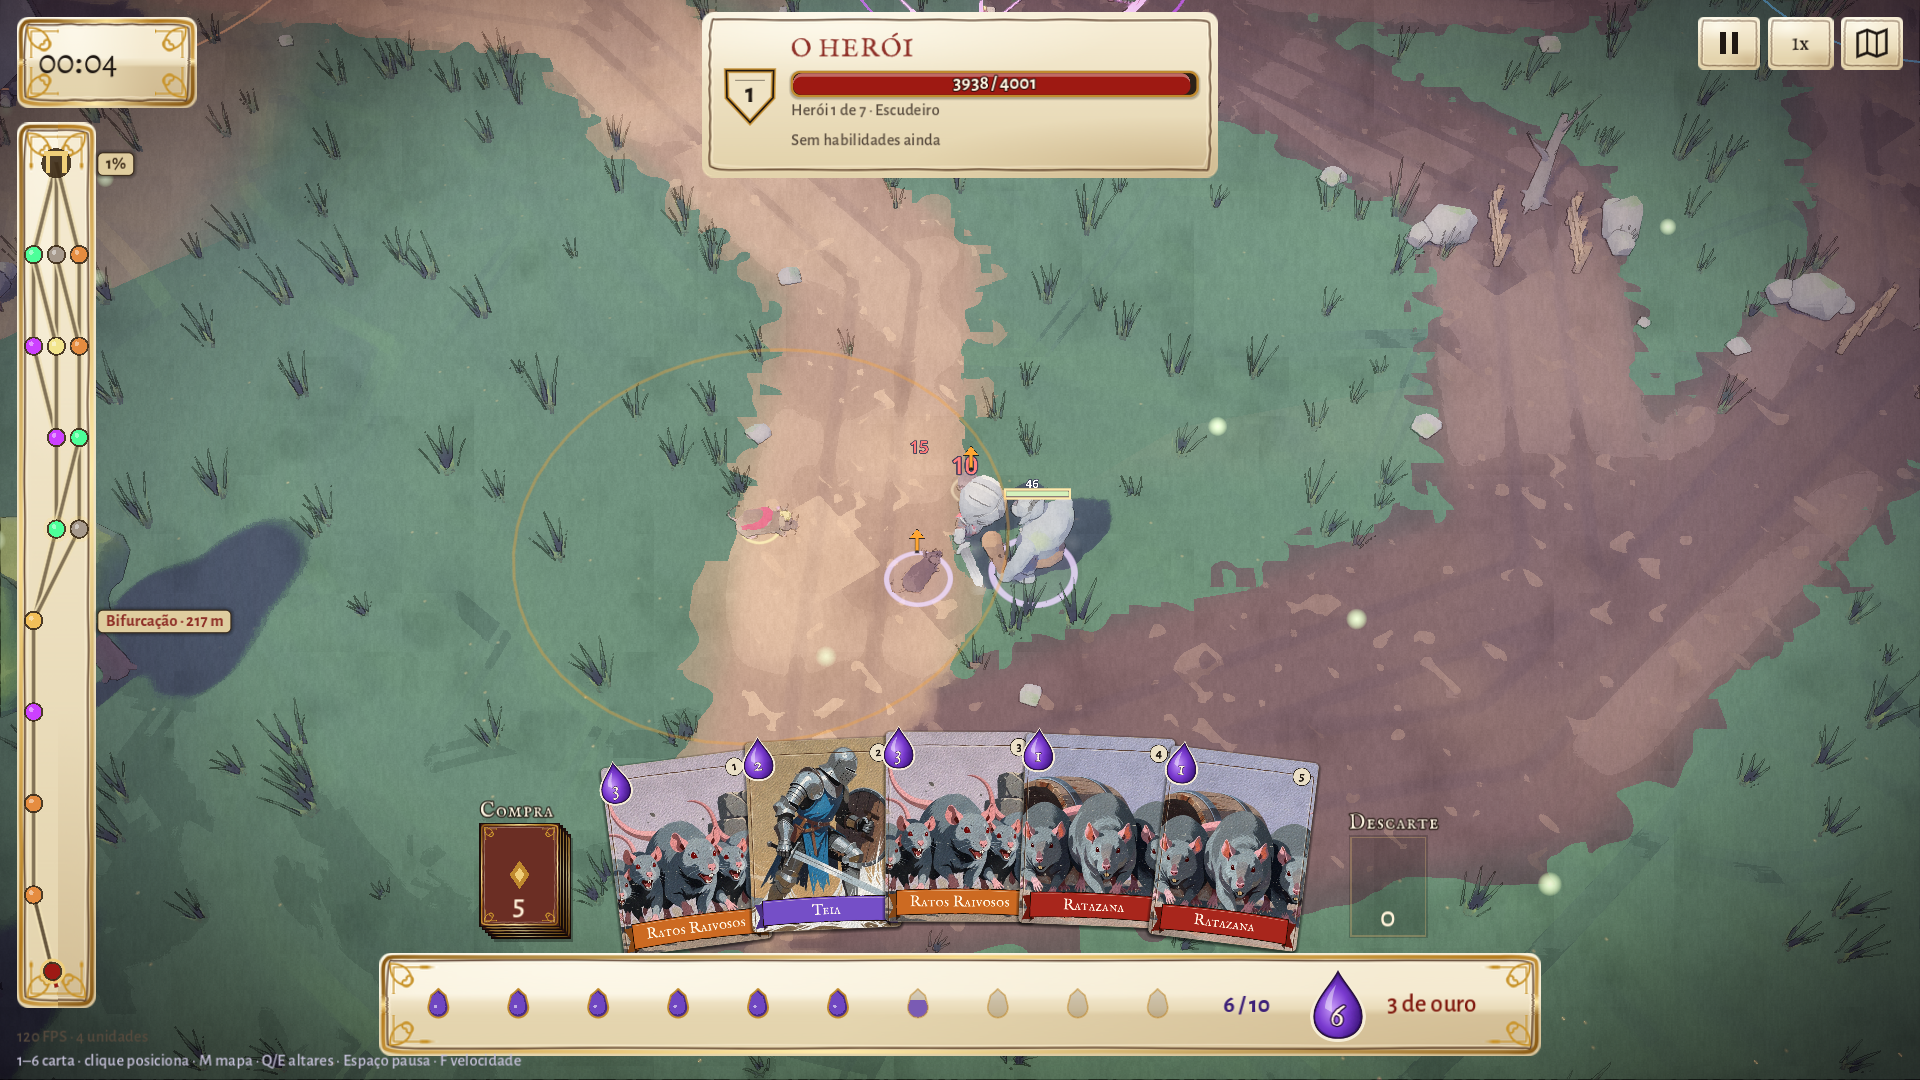 00:04
O HERÓI
3938 / 4001
1
Herói 1 de 7 · Escudeiro
Sem habilidades ainda
1x
1%
Bifurcação · 217 m
15
10
46
COMPRA
5
3
1
RATOS RAIVOSOS
2
2
TEIA
3
3
RATOS RAIVOSOS
1
4
RATAZANA
1
5
RATAZANA
DESCARTE
0
6/10
6
3 de ouro
120 FPS · 4 unidades
1–6 carta · clique posiciona · M mapa · Q/E altares · Espaço pausa · F velocidade